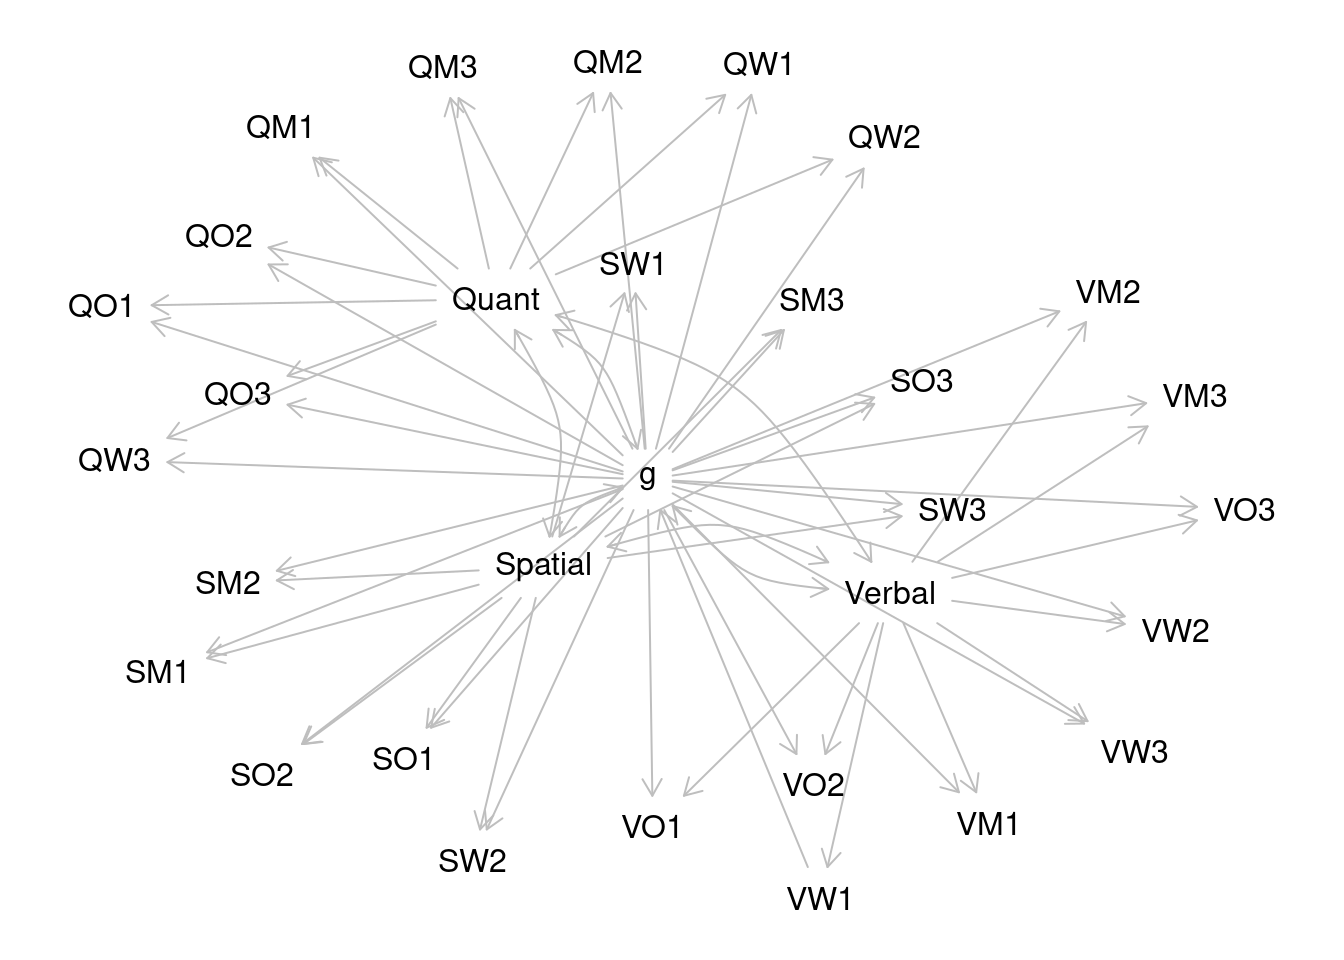 QM3
QM2
QW1
QM1
QW2
QO2
SW1
QO1
Quant
SM3
VM2
QO3
SO3
VM3
QW3
g
SW3
VO3
SM2
Spatial
Verbal
VW2
SM1
SO2
SO1
VW3
VO2
SW2
VO1
VM1
VW1